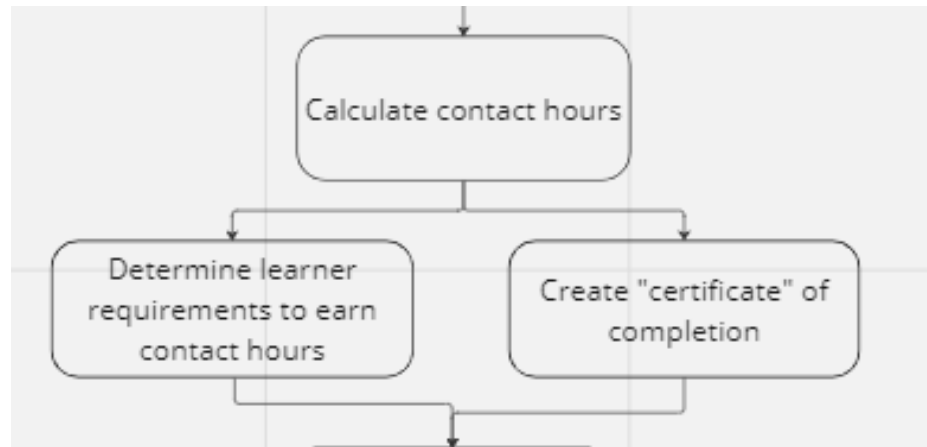 Calculate contact hours
Determine learner
requirements to earn
contact hours
Create "certificate" of
completion